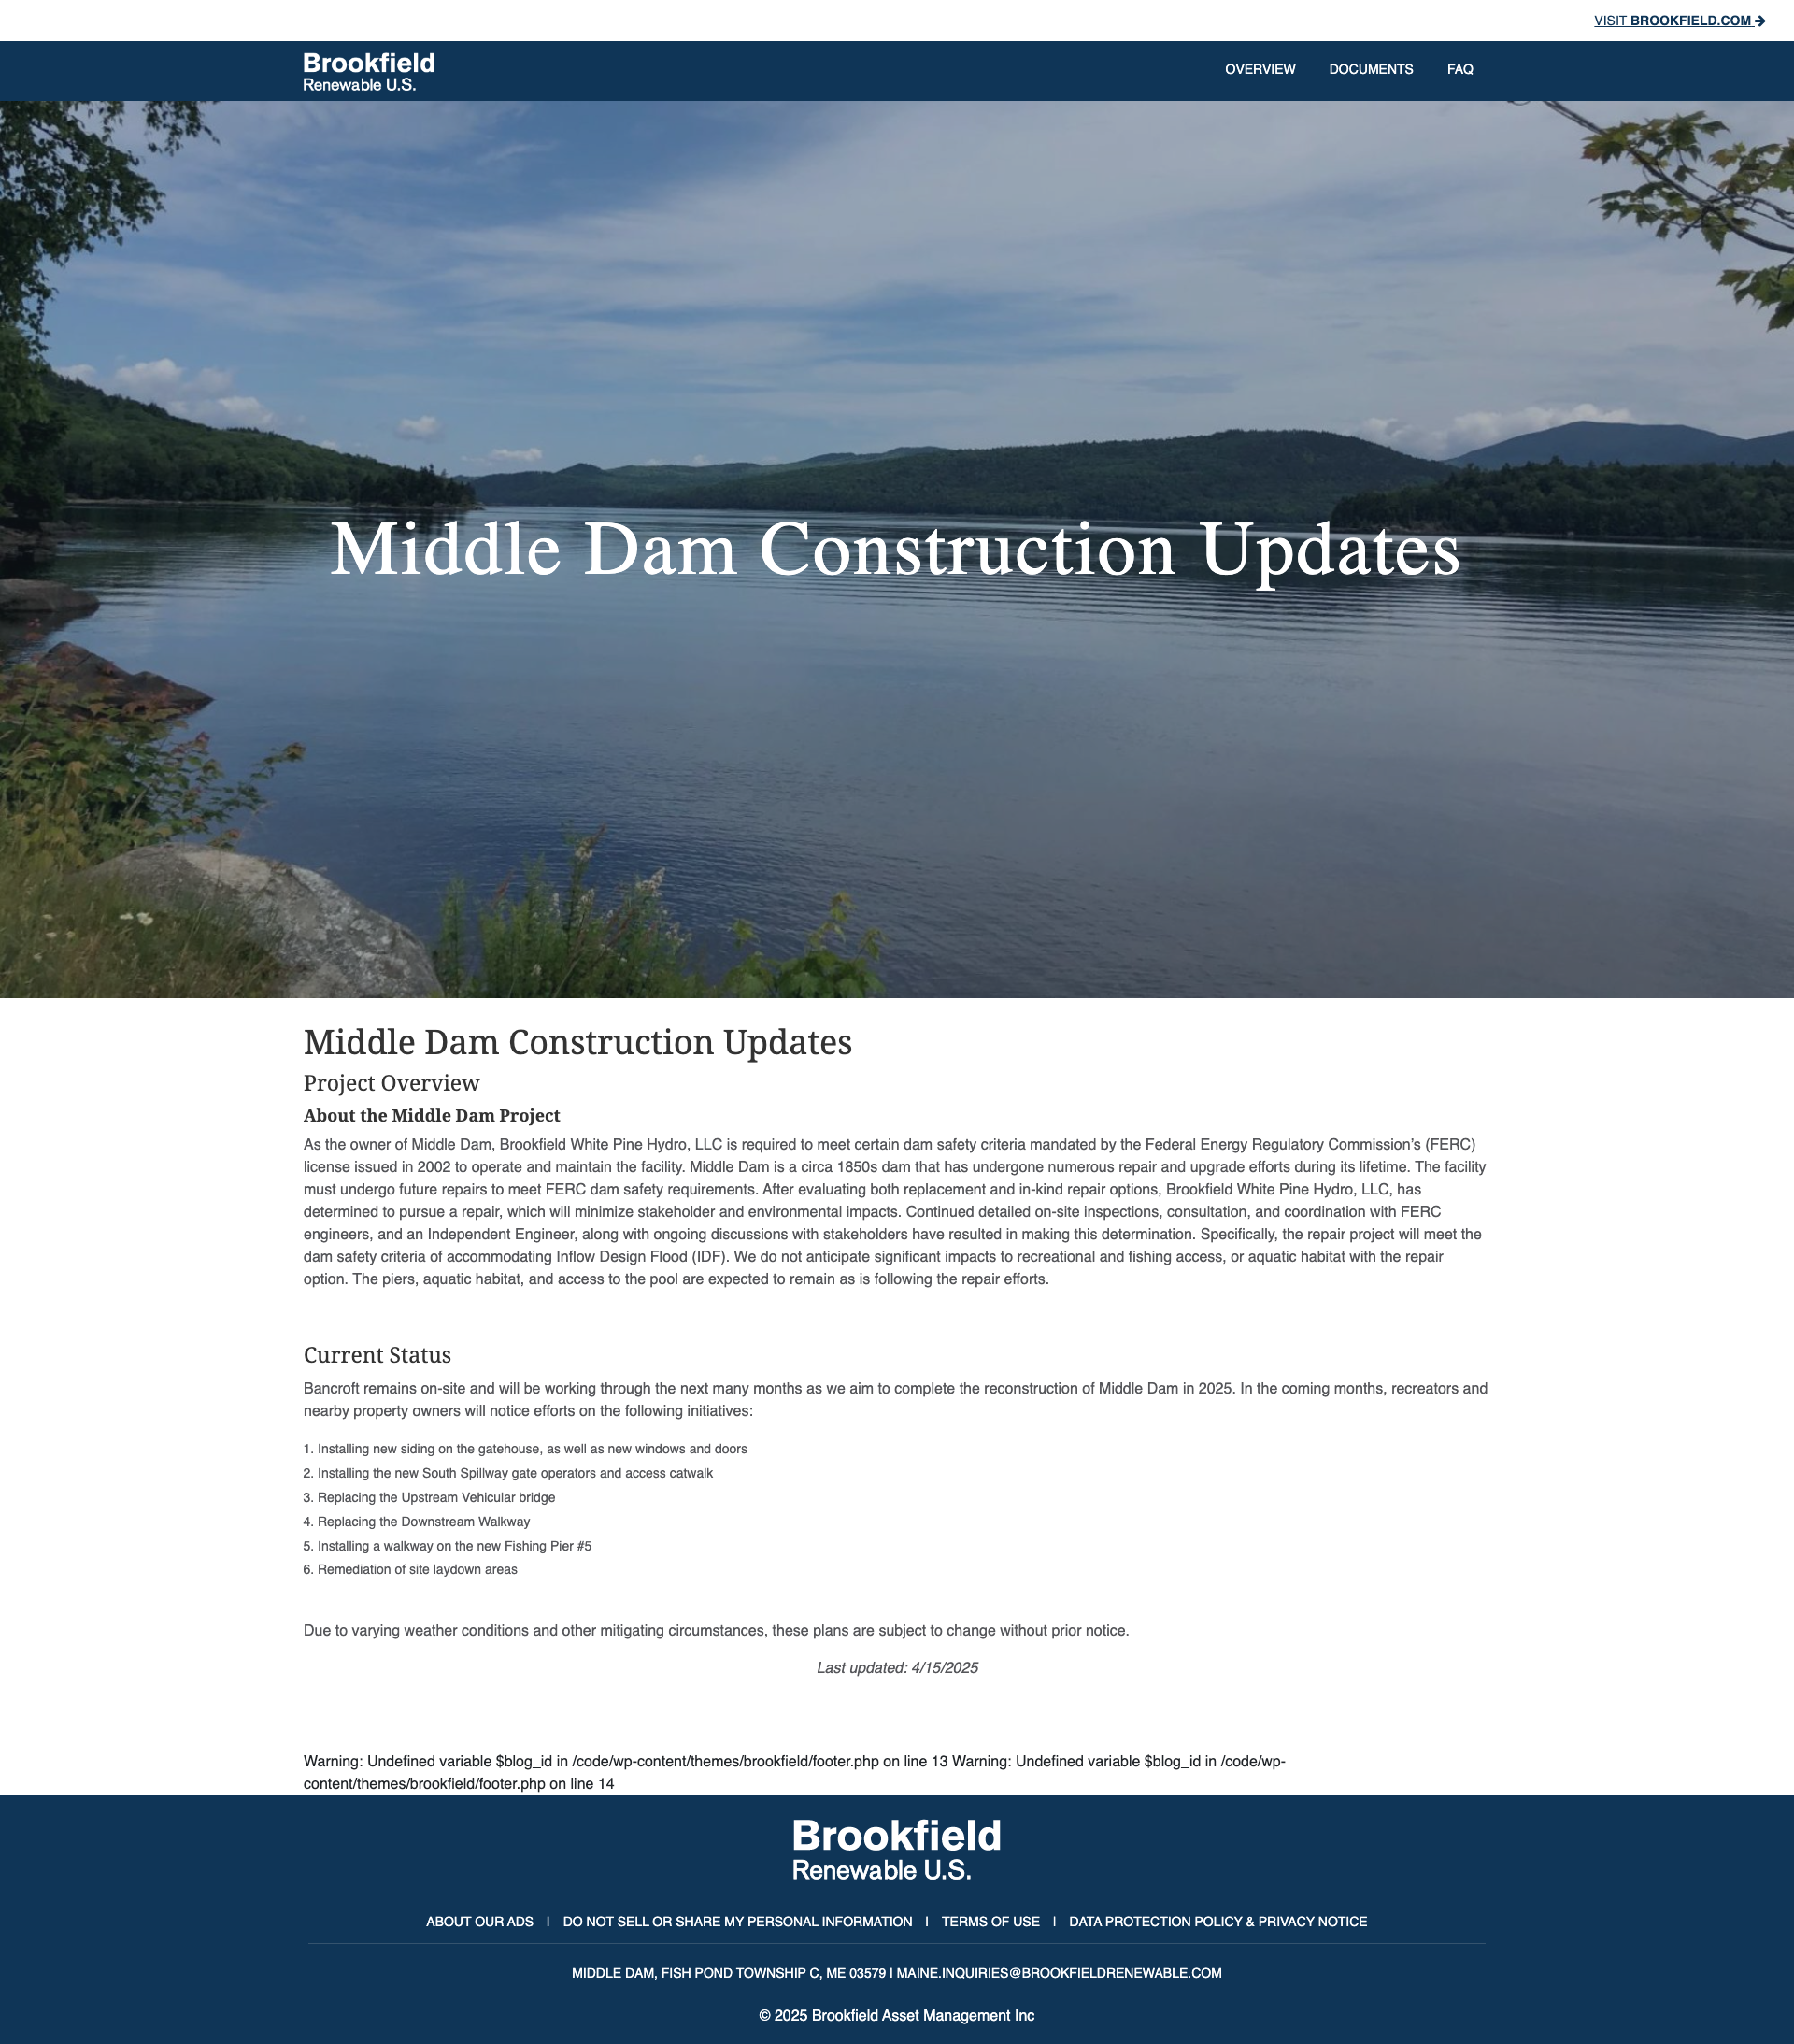 VISIT BROOKFIELD.COM
Brookfield
Renewable U.S.
OVERVIEW DOCUMENTS FAQ
Middle Dam Construction Updates
Middle Dam Construction Updates
Project Overview
About the Middle Dam Project
As the owner of Middle Dam, Brookfield White Pine Hydro, LLC is required to meet certain dam safety criteria mandated by the Federal Energy Regulatory Commission’s (FERC)
license issued in 2002 to operate and maintain the facility. Middle Dam is a circa 1850s dam that has undergone numerous repair and upgrade efforts during its lifetime. The facility
must undergo future repairs to meet FERC dam safety requirements. After evaluating both replacement and in-kind repair options, Brookfield White Pine Hydro, LLC, has
determined to pursue a repair, which will minimize stakeholder and environmental impacts. Continued detailed on-site inspections, consultation, and coordination with FERC
engineers, and an Independent Engineer, along with ongoing discussions with stakeholders have resulted in making this determination. Specifically, the repair project will meet the
dam safety criteria of accommodating Inflow Design Flood (IDF). We do not anticipate significant impacts to recreational and fishing access, or aquatic habitat with the repair
option. The piers, aquatic habitat, and access to the pool are expected to remain as is following the repair efforts.
Current Status
Bancroft remains on-site and will be working through the next many months as we aim to complete the reconstruction of Middle Dam in 2025. In the coming months, recreators and
nearby property owners will notice efforts on the following initiatives:
1. Installing new siding on the gatehouse, as well as new windows and doors
2. Installing the new South Spillway gate operators and access catwalk
3. Replacing the Upstream Vehicular bridge
4. Replacing the Downstream Walkway
5. Installing a walkway on the new Fishing Pier #5
6. Remediation of site laydown areas
Due to varying weather conditions and other mitigating circumstances, these plans are subject to change without prior notice.
Last updated: 4/15/2025
Warning: Undefined variable $blog_id in /code/wp-content/themes/brookfield/footer.php on line 13 Warning: Undefined variable $blog_id in /code/wp-
content/themes/brookfield/footer.php on line 14
Brookfield
Renewable U.S.
ABOUT OUR ADS | DO NOT SELL OR SHARE MY PERSONAL INFORMATION | TERMS OF USE | DATA PROTECTION POLICY & PRIVACY NOTICE
MIDDLE DAM, FISH POND TOWNSHIP C, ME 03579 | MAINE.INQUIRIES@BROOKFIELDRENEWABLE.COM
© 2025 Brookfield Asset Management Inc